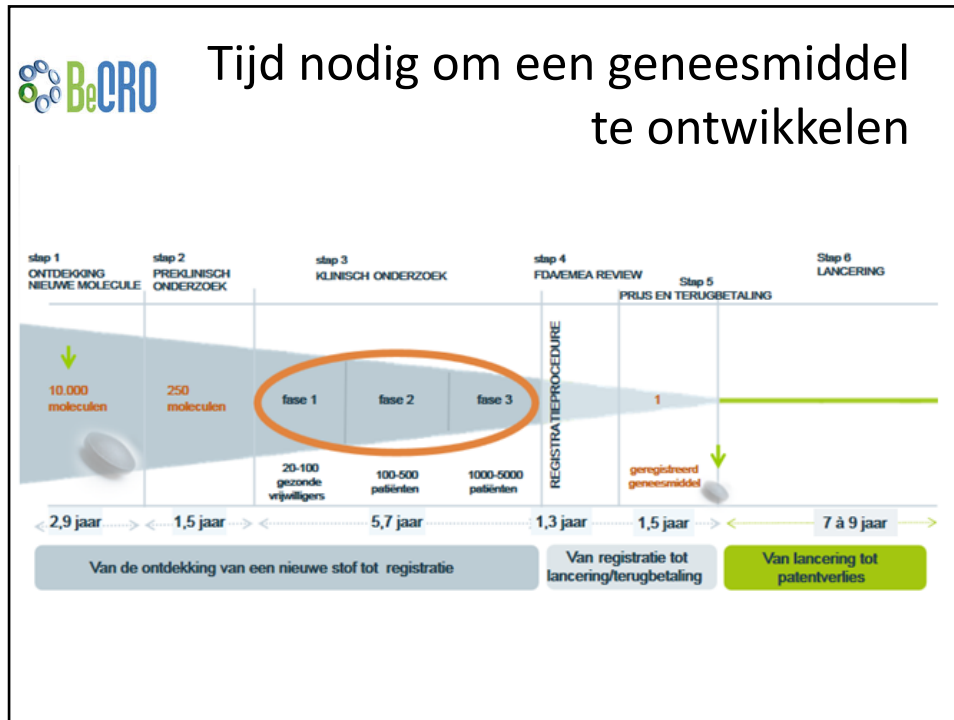 BeCRO
Tijd nodig om een geneesmiddel
te ontwikkelen
stap 1
ONTDEKKING
NIEUWE MOLECULE
stap 2
PREKLINISCH
ONDERZOEK
stap 3
KLINISCH ONDERZOEK
stap 4
FDA/EMEA REVIEW
Stap 5
PRIJS EN TERUGBETALING
Stap 6
LANCERING
10.000
moleculen
250
moleculen
fase 1
fase 2
fase 3
REGISTRATIEPROCEDURE
1
20-100
gezonde
vrijwilligers
100-500
patiënten
1000-5000
patiënten
geregistreerd
geneesmiddel
2,9 jaar
1,5 jaar
5,7 jaar
1,3 jaar
1,5 jaar
7 à 9 jaar
Van de ontdekking van een nieuwe stof tot registratie
Van registratie tot
lancering/terugbetaling
Van lancering tot
patentverlies